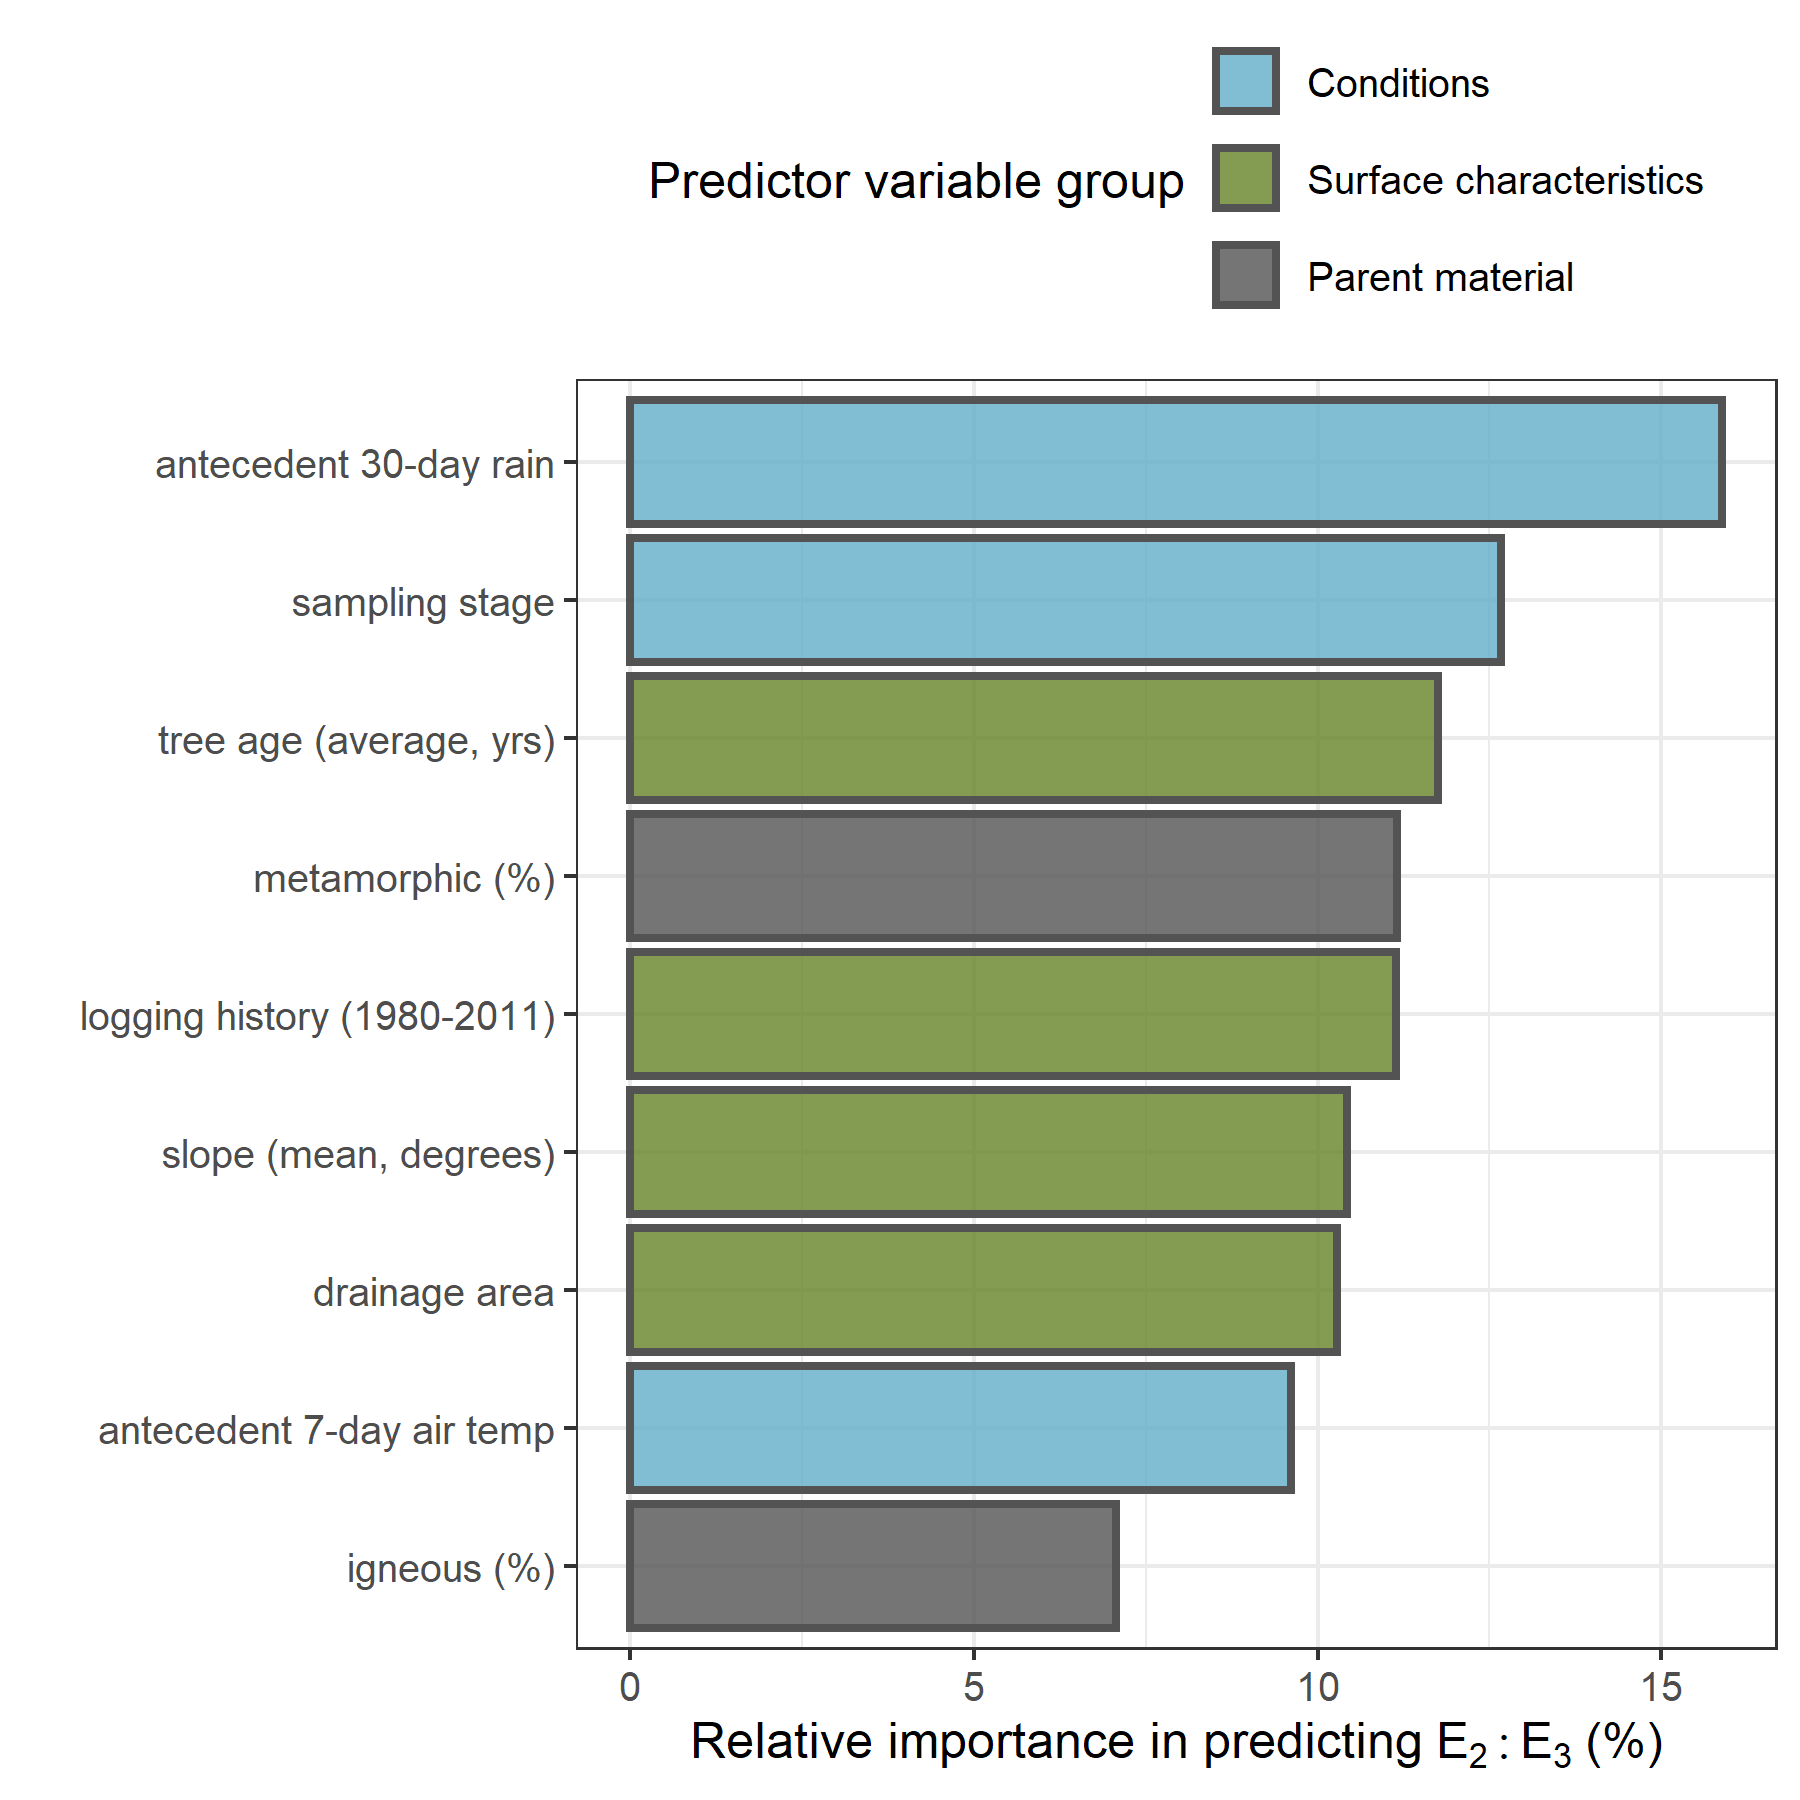 Conditions
Predictor variable group
Surface characteristics
Parent material
antecedent 30-day rain
sampling stage
tree age (average, yrs)
metamorphic (%)
logging history (1980-2011)
slope (mean, degrees)
drainage area
antecedent 7-day air temp
igneous (%)
0 5 10 15
Relative importance in predicting E₂ : E₃ (%)